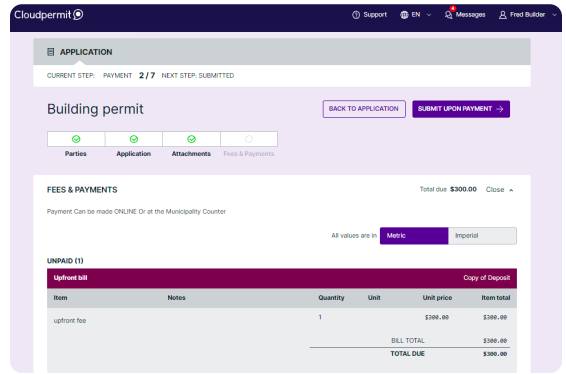 Cloudpermit
Support EN Messages Fred Builder
APPLICATION
CURRENT STEP: PAYMENT 2 / 7 NEXT STEP: SUBMITTED
Building permit
BACK TO APPLICATION SUBMIT UPON PAYMENT →
Parties Application Attachments Fees & Payments
FEES & PAYMENTS Total due $300.00 Close
Payment Can be made ONLINE Or at the Municipality Counter
All values are in Metric Imperial
UNPAID (1)
Upfront bill Copy of Deposit
Item Notes Quantity Unit Unit price Item total
upfront fee 1 $300.00 $300.00
BILL TOTAL $300.00
TOTAL DUE $300.00